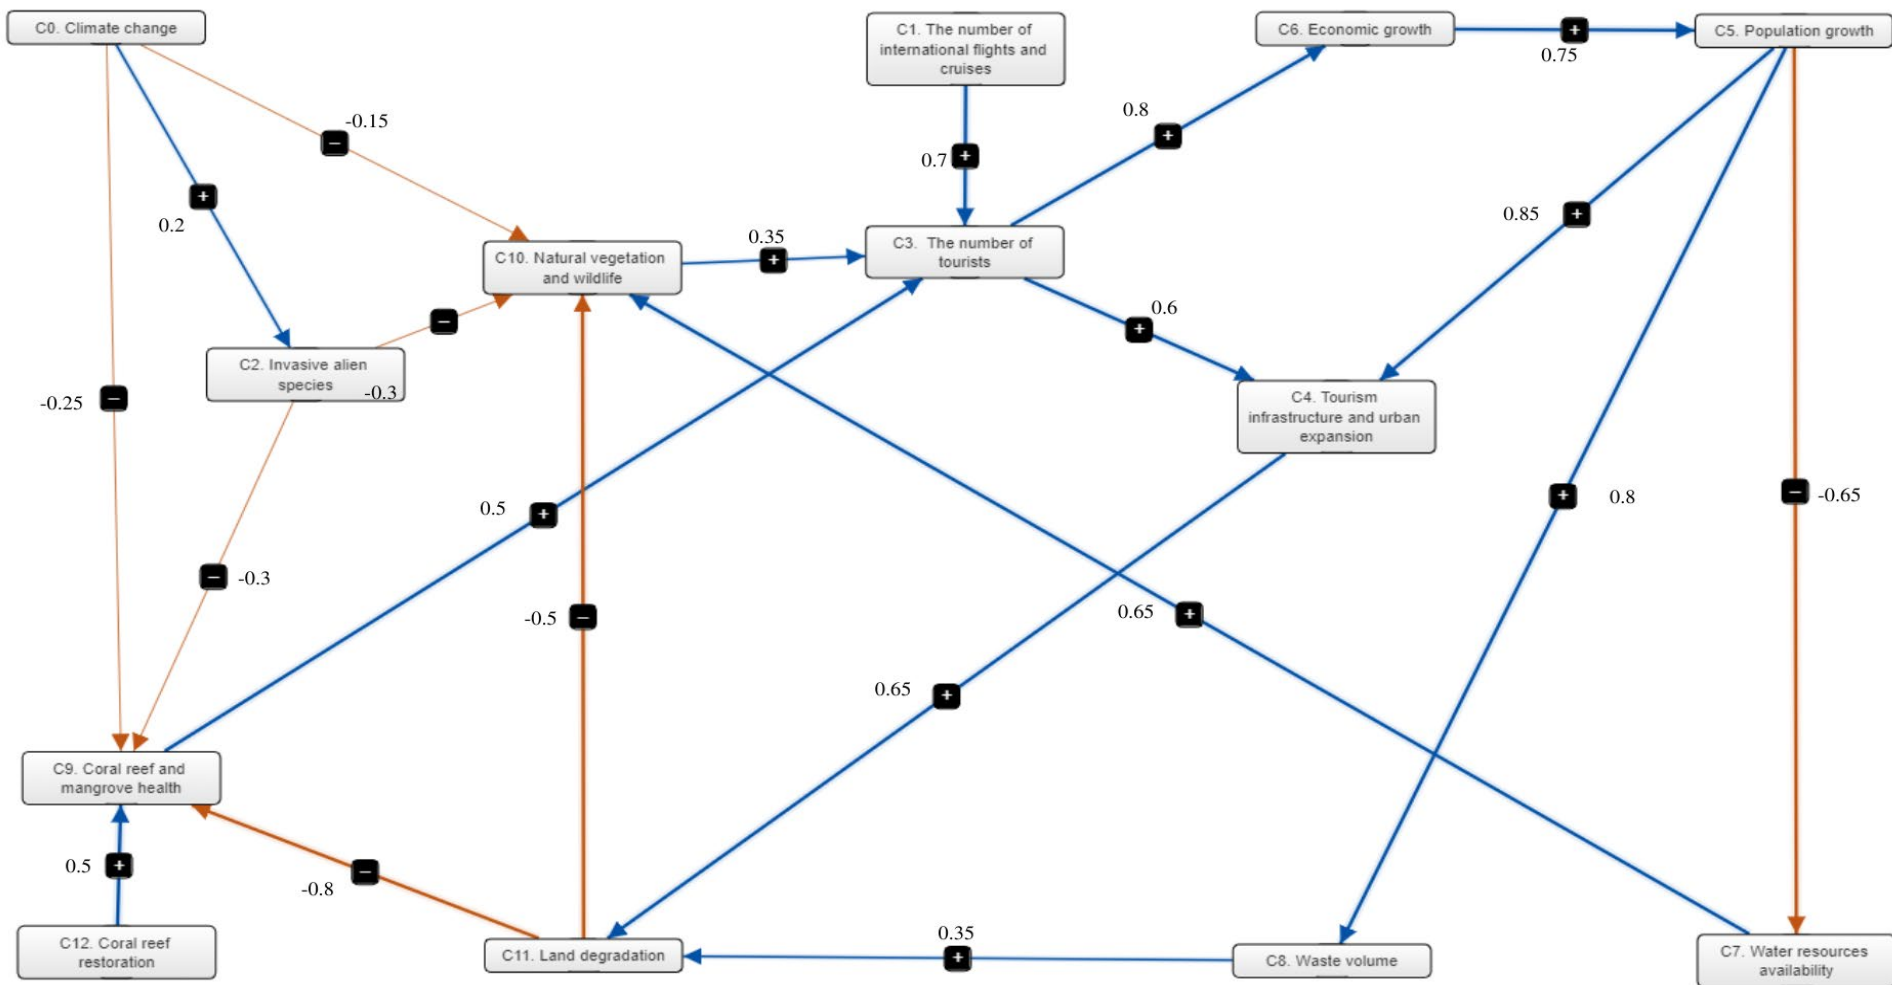 C0. Climate change
C1. The number of
international flights and
cruises
C6. Economic growth
+
0.75
C5. Population growth
-0.15
−
0.8
+
0.7
+
+
0.2
0.85
+
C10. Natural vegetation
and wildlife
0.35
+
C3. The number of
tourists
−
0.6
+
C2. Invasive alien
species
-0.3
-0.25
−
C4. Tourism
infrastructure and urban
expansion
0.5
+
+
0.8
−
-0.65
−
-0.3
-0.5
−
0.65
+
0.65
+
C9. Coral reef and
mangrove health
0.5
+
-0.8
−
C12. Coral reef
restoration
C11. Land degradation
0.35
+
C8. Waste volume
C7. Water resources
availability